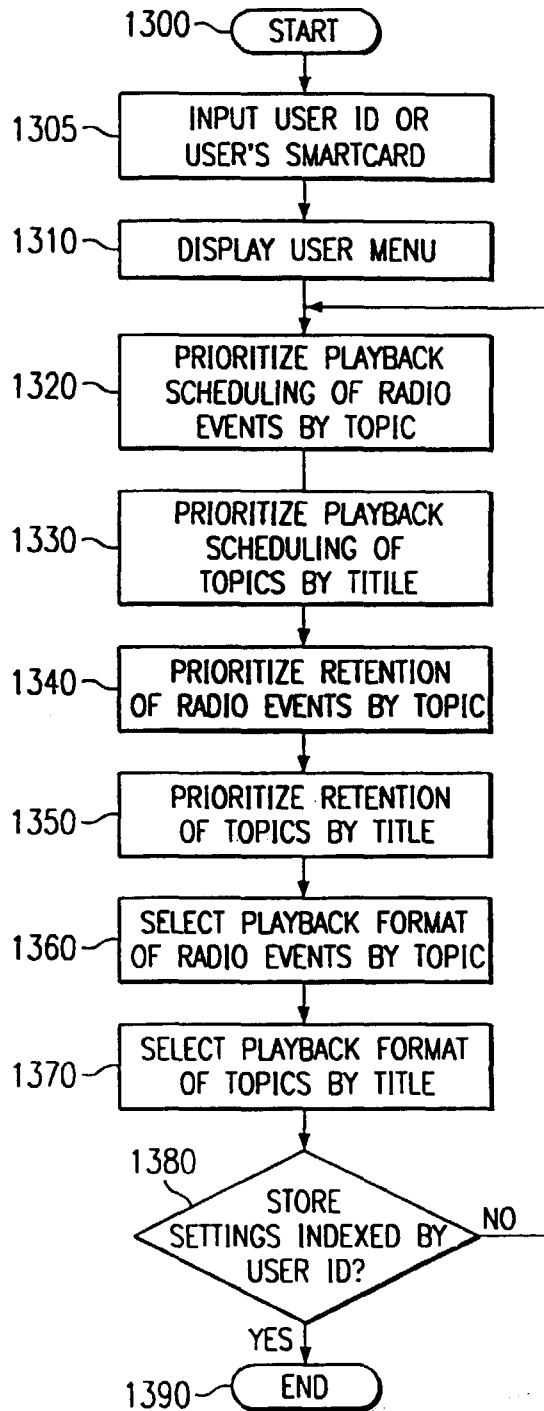 1300
START
1305
INPUT USER ID OR
USER'S SMARTCARD
1310
DISPLAY USER MENU
1320
PRIORITIZE PLAYBACK
SCHEDULING OF RADIO
EVENTS BY TOPIC
1330
PRIORITIZE PLAYBACK
SCHEDULING OF
TOPICS BY TITILE
1340
PRIORITIZE RETENTION
OF RADIO EVENTS BY TOPIC
1350
PRIORITIZE RETENTION
OF TOPICS BY TITLE
1360
SELECT PLAYBACK FORMAT
OF RADIO EVENTS BY TOPIC
1370
SELECT PLAYBACK FORMAT
OF TOPICS BY TITLE
1380
STORE
SETTINGS INDEXED BY
USER ID?
NO
YES
1390
END